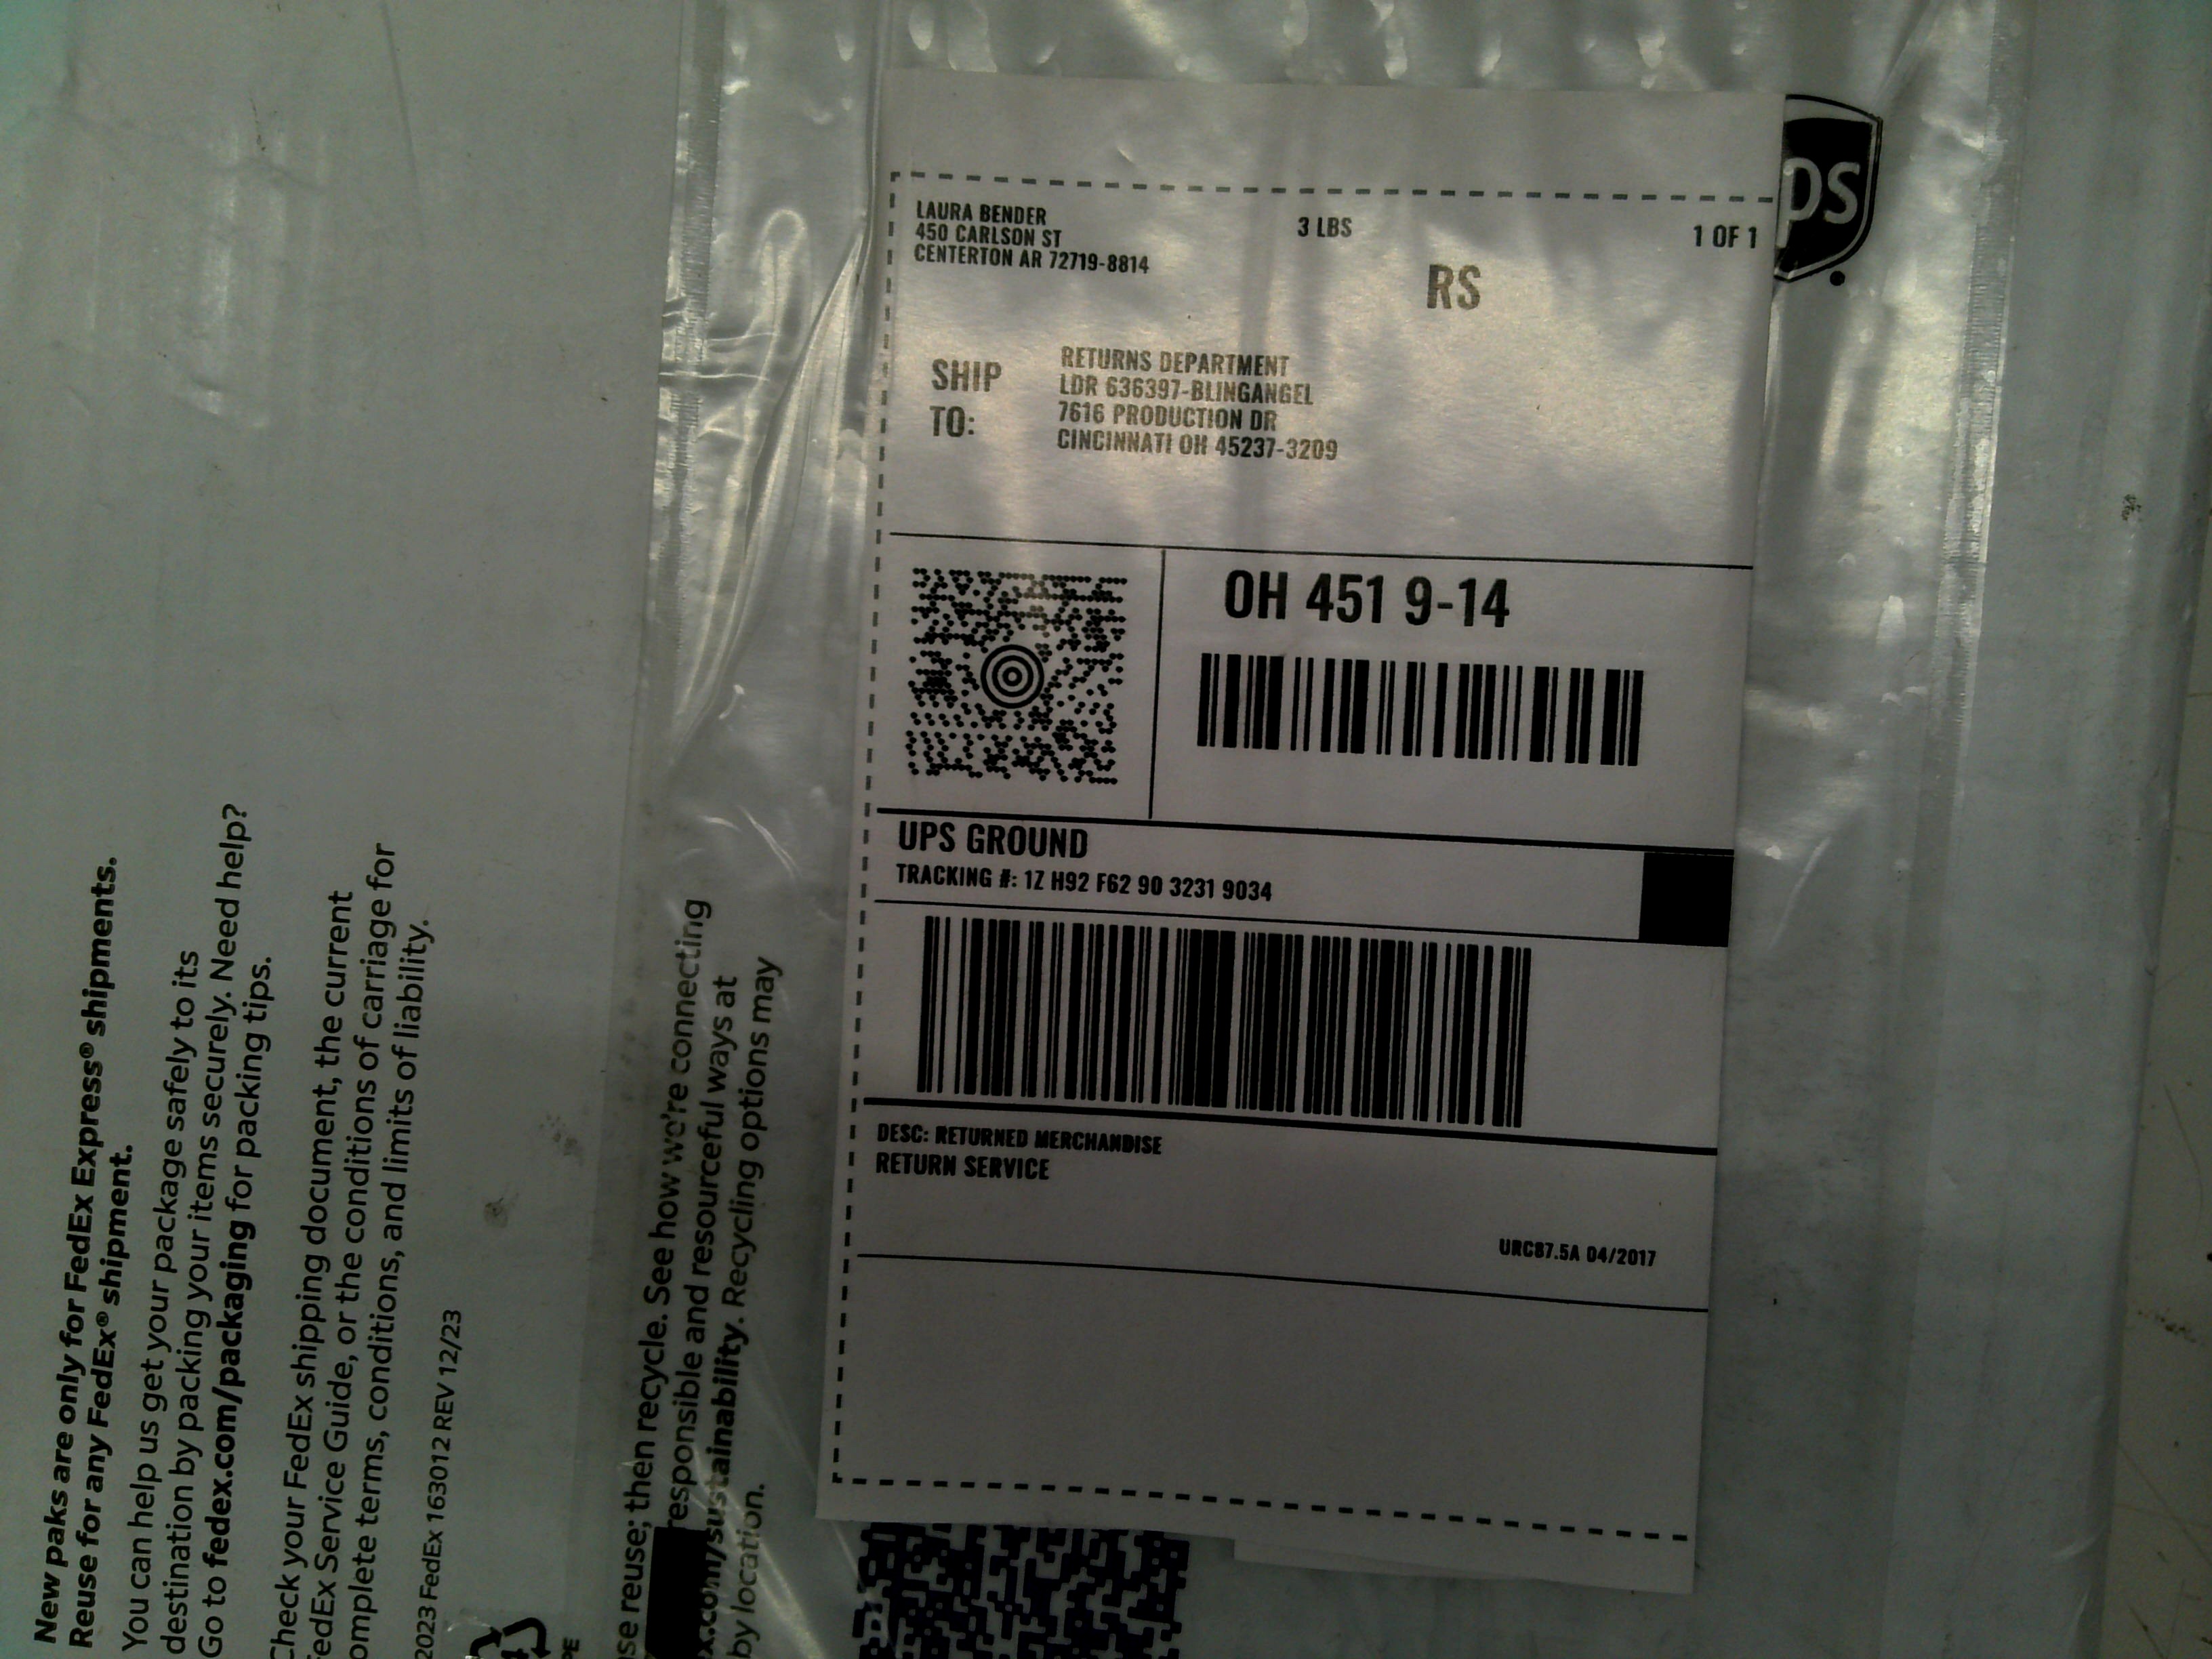 LAURA BENDER
450 CARLSON ST
CENTERTON AR 72719-8814
3 LBS
1 OF 1
RS
SHIP
TO:
RETURNS DEPARTMENT
LDR 636397-BLINGANGEL
7616 PRODUCTION DR
CINCINNATI OH 45237-3209
OH 451 9-14
UPS GROUND
TRACKING #: 1Z H92 F62 90 3231 9034
DESC: RETURNED MERCHANDISE
RETURN SERVICE
URC87.5A 04/2017
ps
New paks are only for FedEx Express® shipments.
Reuse for any FedEx® shipment.
You can help us get your package safely to its
destination by packing your items securely. Need help?
Go to fedex.com/packaging for packing tips.
Check your FedEx shipping document, the current
FedEx Service Guide, or the conditions of carriage for
complete terms, conditions, and limits of liability.
2023 FedEx 163012 REV 12/23
reuse; then recycle. See how we're connecting
responsible and resourceful ways at
x.com/sustainability. Recycling options may
by location.